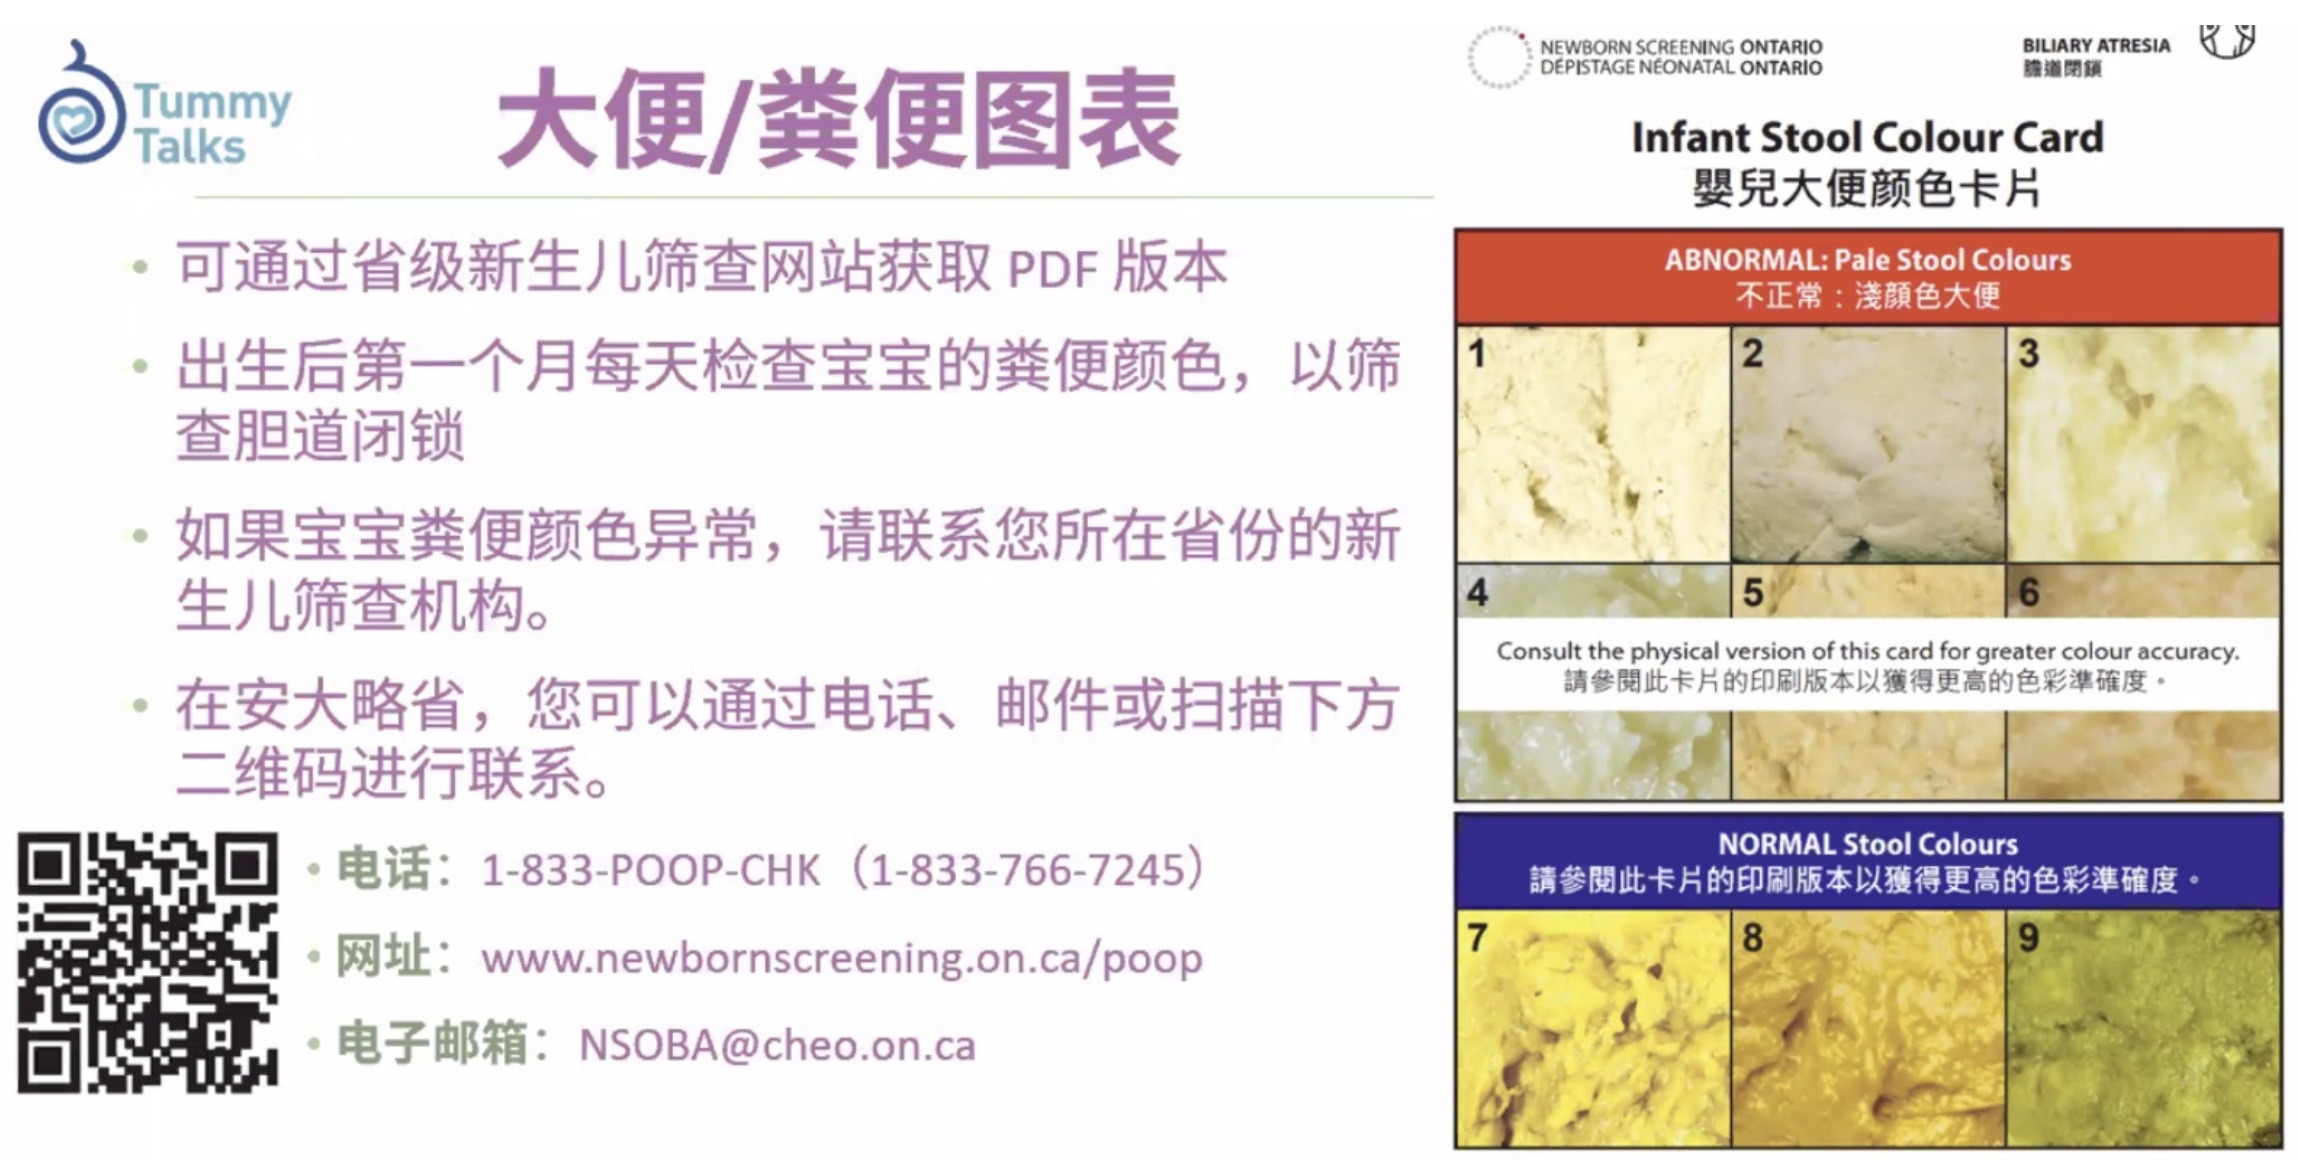 Tummy
Talks
大便/粪便图表
可通过省级新生儿筛查网站获取 PDF 版本
出生后第一个月每天检查宝宝的粪便颜色，以筛
查胆道闭锁
如果宝宝粪便颜色异常，请联系您所在省份的新
生儿筛查机构。
在安大略省，您可以通过电话、邮件或扫描下方
二维码进行联系。
电话：1-833-POOP-CHK（1-833-766-7245）
网址：www.newbornscreening.on.ca/poop
电子邮箱：NSOBA@cheo.on.ca
NEWBORN SCREENING ONTARIO
DÉPISTAGE NÉONATAL ONTARIO
BILIARY ATRESIA
膽道閉鎖
Infant Stool Colour Card
嬰兒大便颜色卡片
ABNORMAL: Pale Stool Colours
不正常：淺顏色大便
1 2 3
4 5 6
Consult the physical version of this card for greater colour accuracy.
請參閱此卡片的印刷版本以獲得更高的色彩準確度。
NORMAL Stool Colours
請參閱此卡片的印刷版本以獲得更高的色彩準確度。
7 8 9